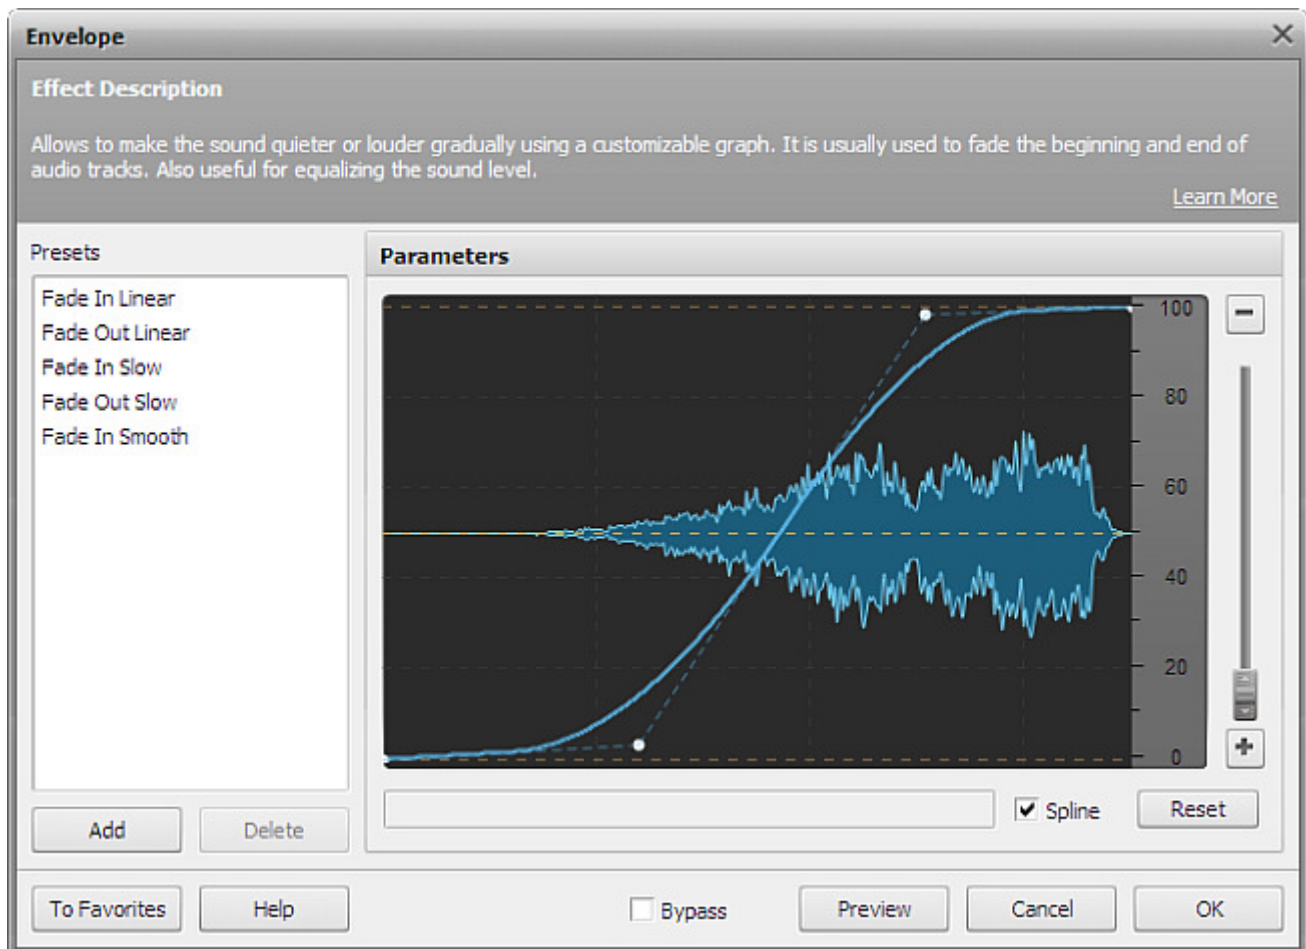 Envelope
Effect Description
Allows to make the sound quieter or louder gradually using a customizable graph. It is usually used to fade the beginning and end of
audio tracks. Also useful for equalizing the sound level.
Learn More
Presets
Fade In Linear
Fade Out Linear
Fade In Slow
Fade Out Slow
Fade In Smooth
Add
Delete
Parameters
100
80
60
40
20
0
Spline
Reset
To Favorites
Help
Bypass
Preview
Cancel
OK